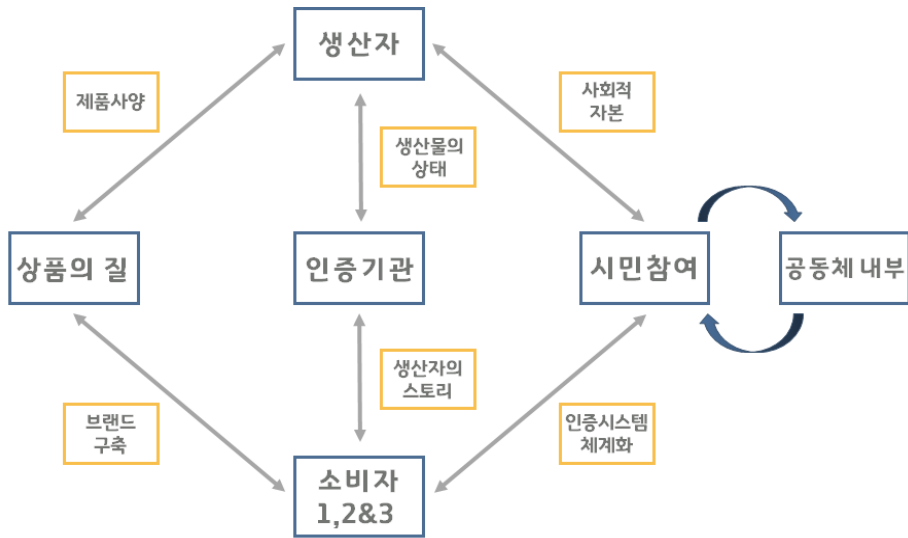 생산자
제품사양
사회적
자본
생산물의
상태
상품의 질
인증기관
시민참여
공동체 내부
생산자의
스토리
브랜드
구축
인증시스템
체계화
소비자
1,2&3